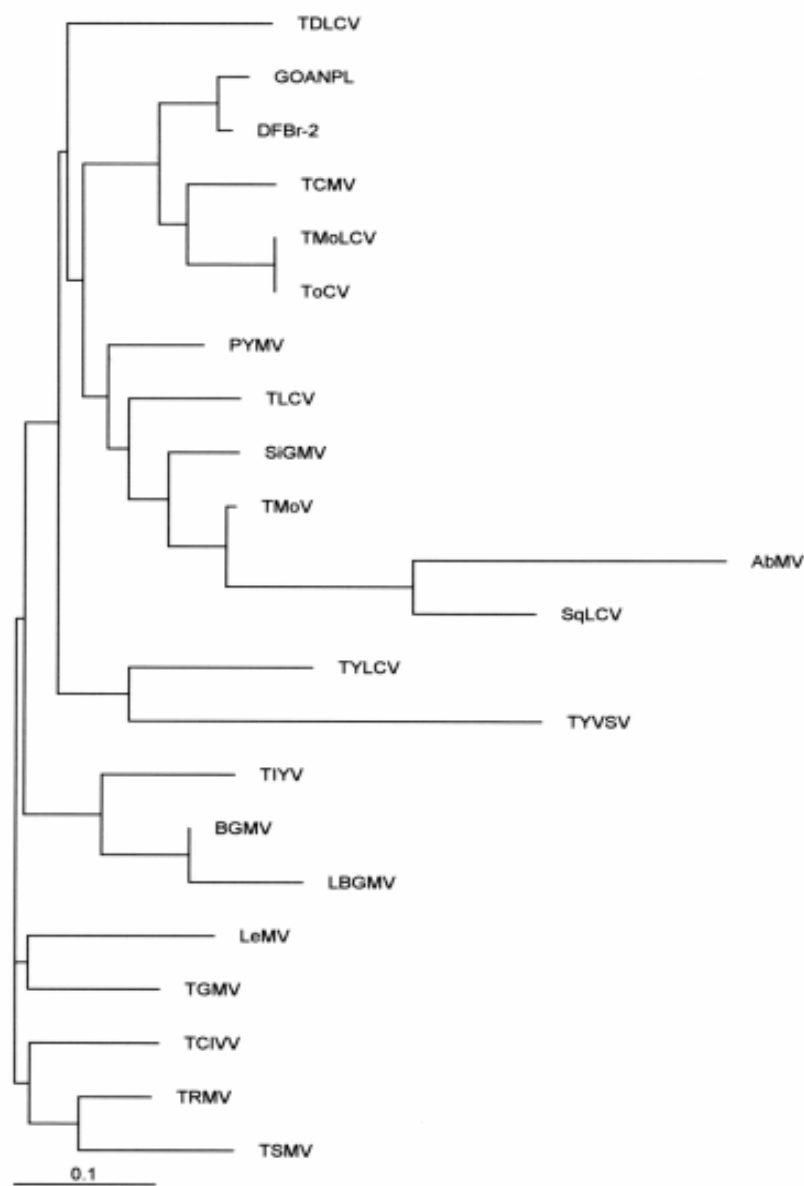 TDLCV
GOANPL
DFBr-2
TCMV
TMoLCV
ToCV
PYMV
TLCV
SiGMV
TMoV
AbMV
SqLCV
TYLCV
TYVSV
TIYV
BGMV
LBGMV
LeMV
TGMV
TCIVV
TRMV
TSMV
0.1